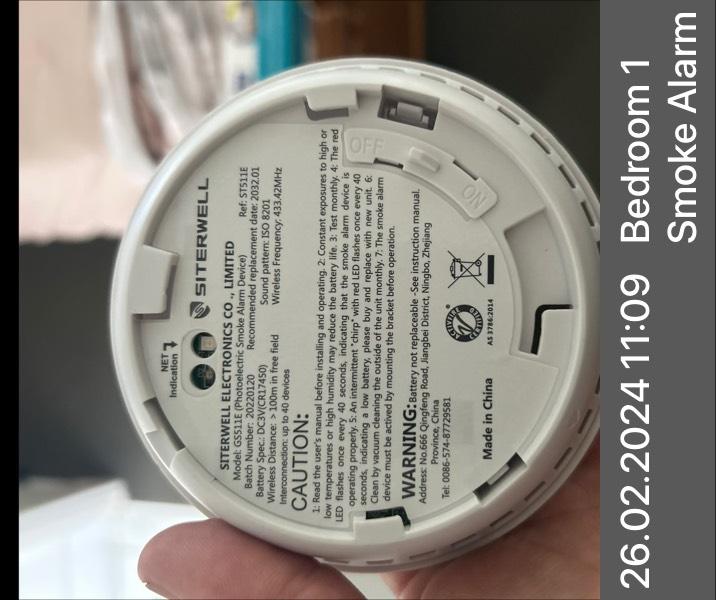 SITERWELL
NET
Indication
SITERWELL ELECTRONICS CO ., LIMITED
Model: GS511E (Photoelectric Smoke Alarm Device) Ref: ST511E
Batch Number: 20220120 Recommended replacement date: 2032.01
Battery Spec.: DC3V(CR17450) Sound pattern: ISO 8201
Wireless Distance: >100m in free field Wireless Frequency: 433.42MHz
Interconnection: up to 40 devices
CAUTION:
1: Read the user's manual before installing and operating. 2: Constant exposures to high or
low temperatures or high humidity may reduce the battery life. 3: Test monthly. 4: The red
LED flashes once every 40 seconds, indicating that the smoke alarm device is
operating properly. 5: An intermittent "chirp" with red LED flashes once every 40
seconds, indicating a low battery, please buy and replace with new unit. 6:
Clean by vacuum cleaning the outside of the unit monthly. 7: The smoke alarm
device must be actived by mounting the bracket before operation.
WARNING: Battery not replaceable -See instruction manual.
Address: No.666 Qingfeng Road, Jiangbei District, Ningbo, Zhejiang
Province, China
Tel: 0086-574-87729581
AS 3786:2014
Made in China
OFF
ON
26.02.2024 11:09 Bedroom 1
Smoke Alarm